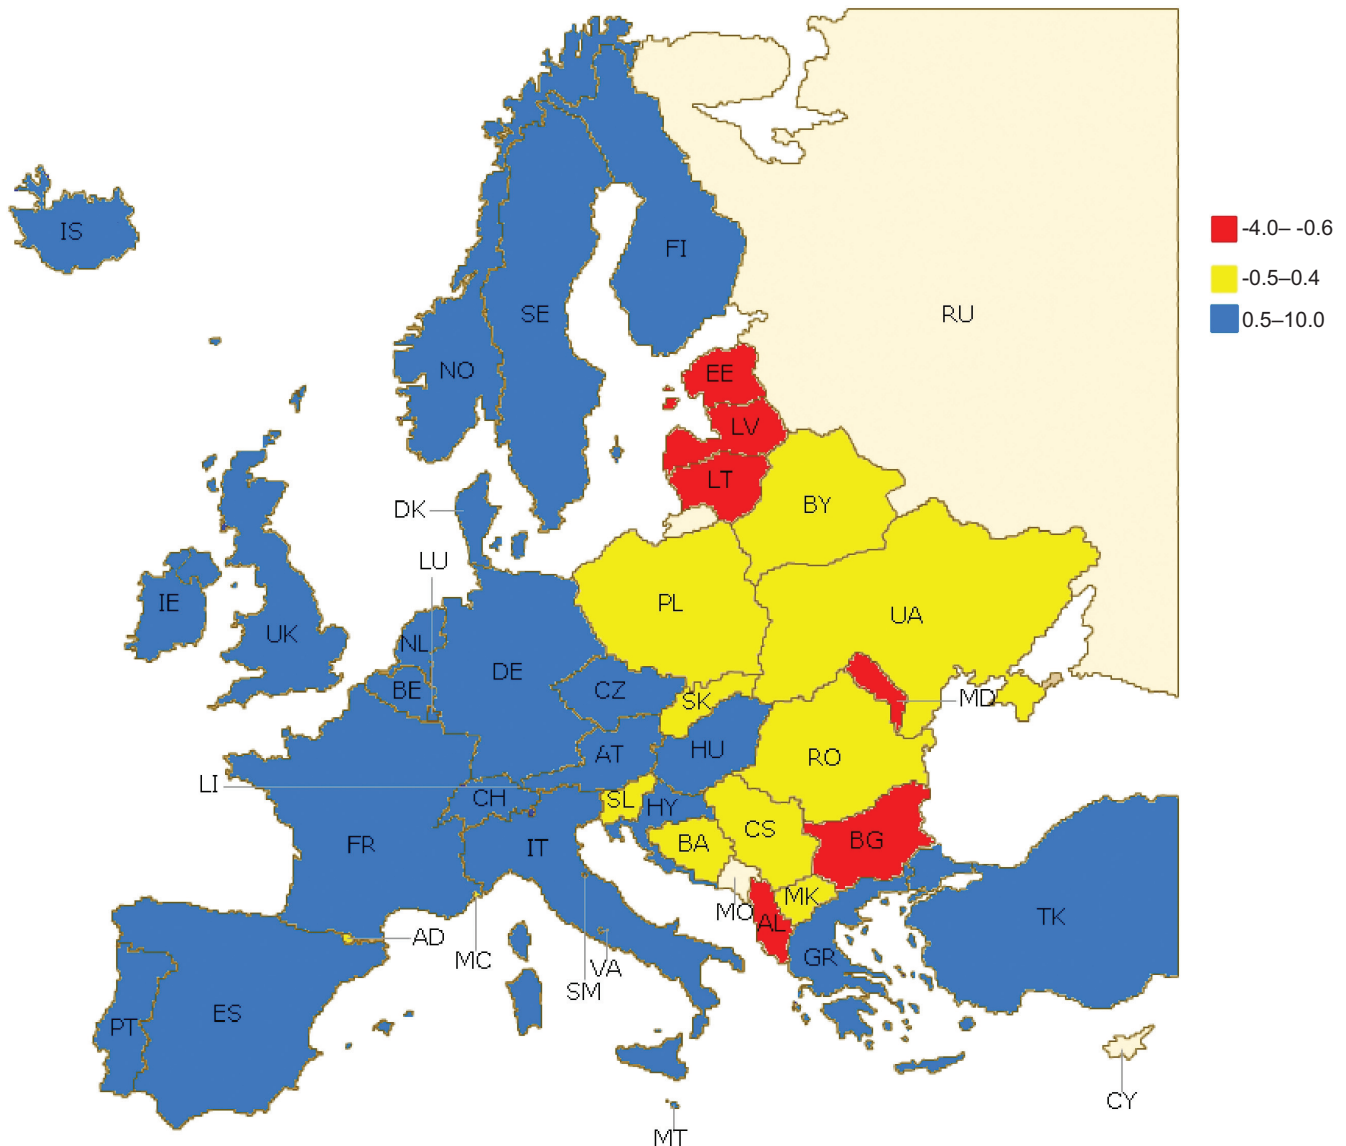 IS
FI
-4.0– -0.6
-0.5–0.4
0.5–10.0
SE
RU
NO
EE
LV
LT
BY
DK
LU
IE
UK
NL
PL
UA
DE
BE
CZ
SK
MD
AT
HU
RO
LI
CH
SL
HY
BA
CS
BG
FR
IT
MO
AL
MK
TK
AD
MC
VA
SM
GR
PT
ES
CY
MT